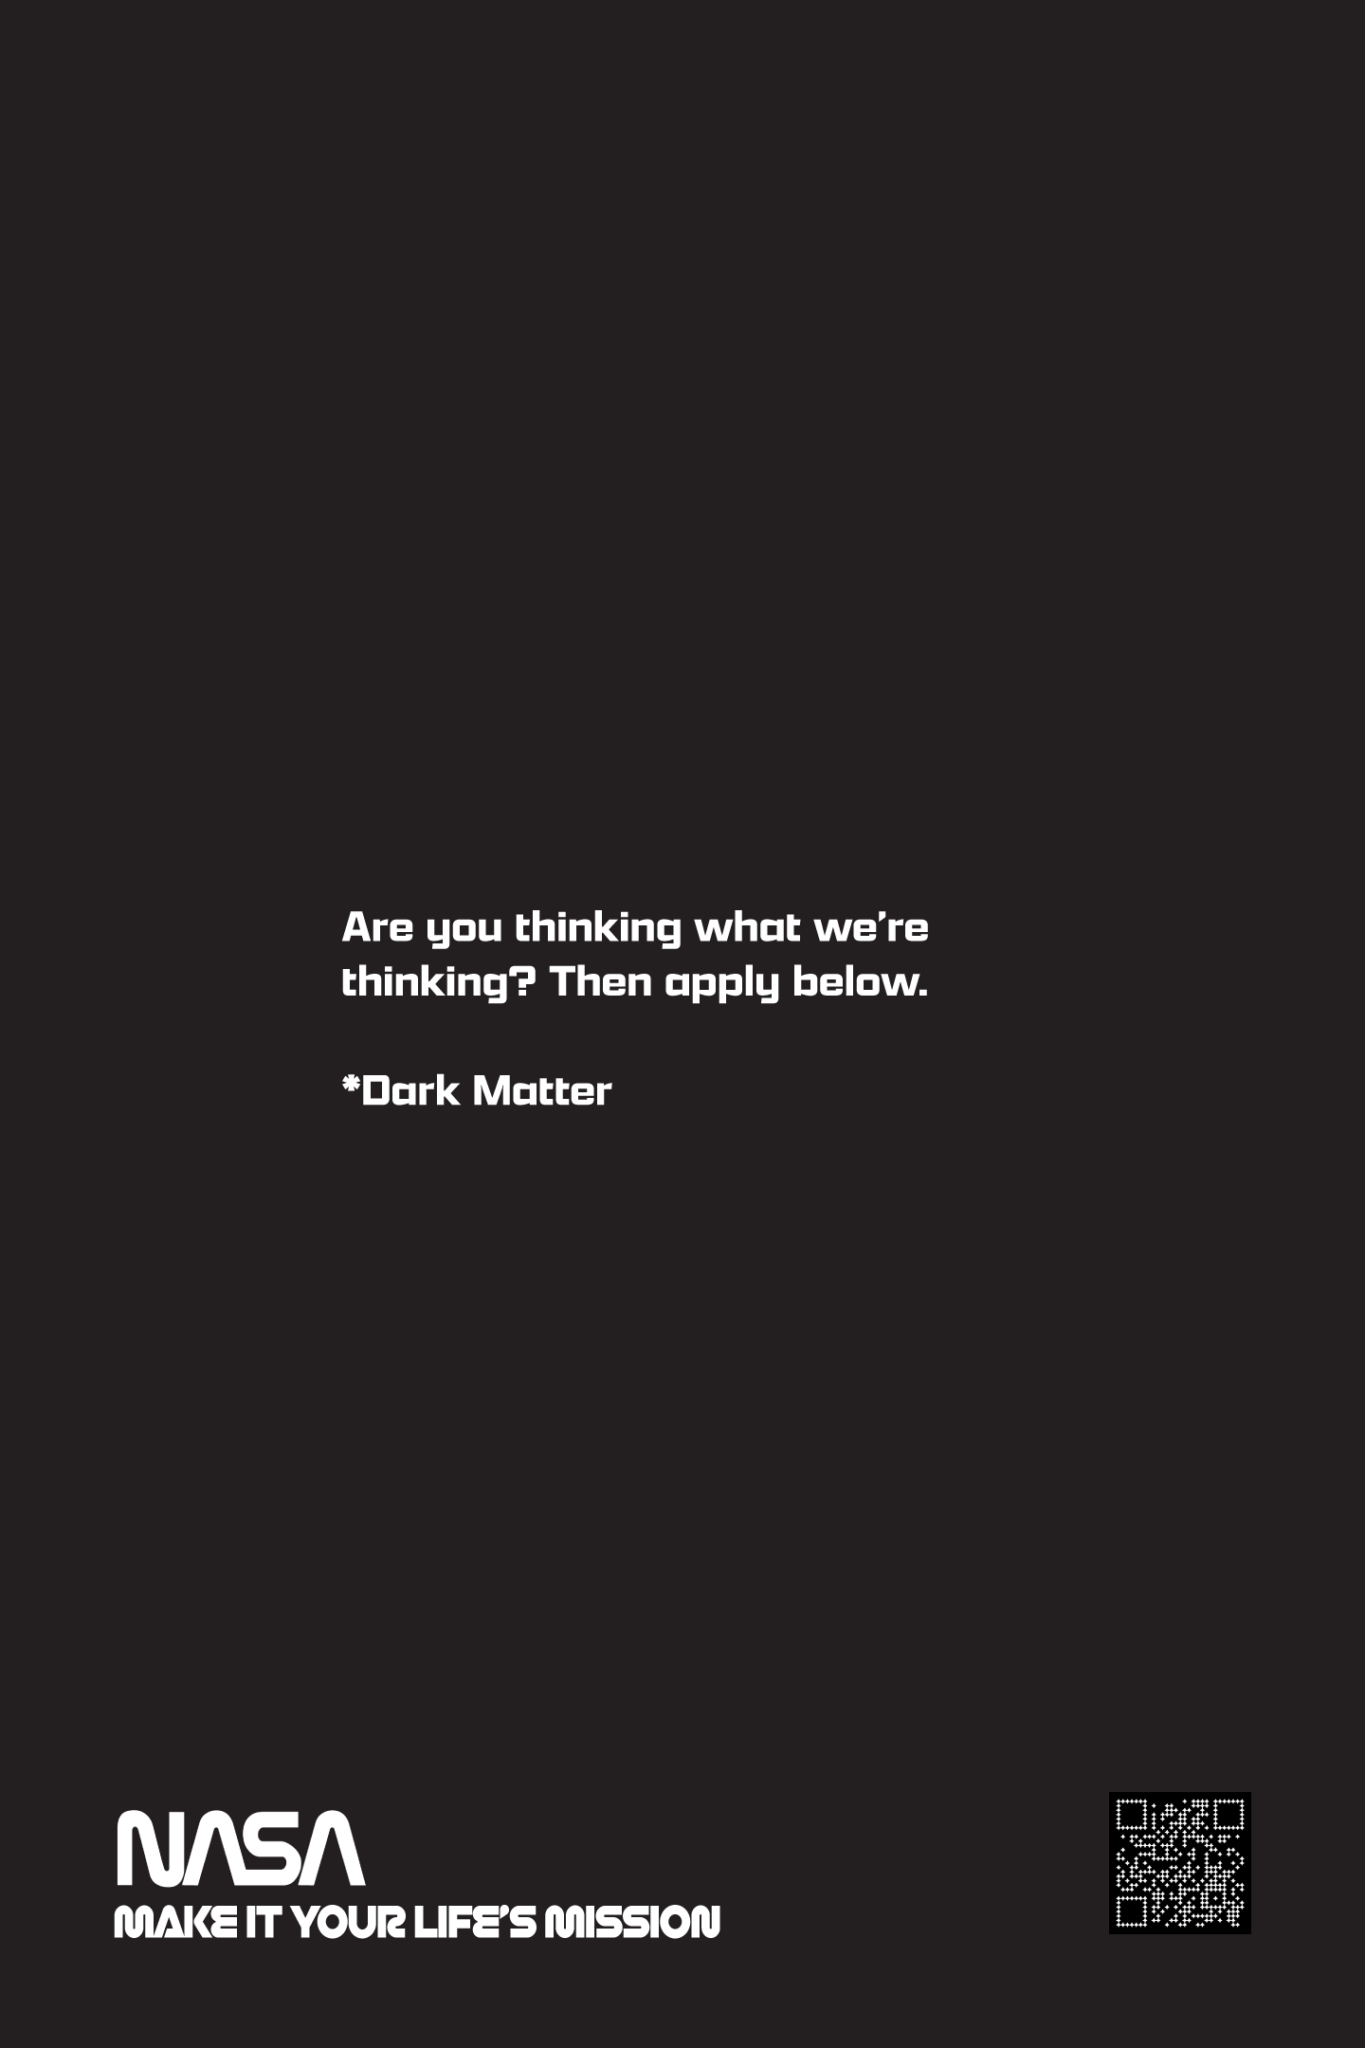 Are you thinking what we’re
thinking? Then apply below.
*Dark Matter
NASA
MAKE IT YOUR LIFE’S MISSION